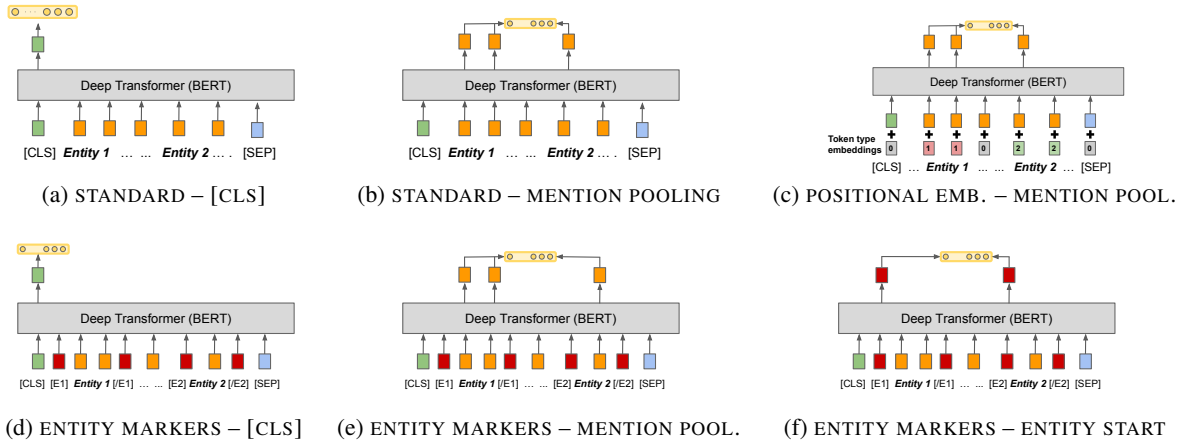 Deep Transformer (BERT)
[CLS] Entity 1 … ... Entity 2 … . [SEP]
(a) STANDARD – [CLS]
Deep Transformer (BERT)
[CLS] Entity 1 … ... Entity 2 … . [SEP]
(b) STANDARD – MENTION POOLING
Deep Transformer (BERT)
Token type embeddings
+ + + + + + +
0 1 1 0 2 2 0
[CLS] … Entity 1 ... ... Entity 2 … [SEP]
(c) POSITIONAL EMB. – MENTION POOL.
Deep Transformer (BERT)
[CLS] [E1] Entity 1 [/E1] … ... [E2] Entity 2 [/E2] [SEP]
(d) ENTITY MARKERS – [CLS]
Deep Transformer (BERT)
[CLS] [E1] Entity 1 [/E1] … ... [E2] Entity 2 [/E2] [SEP]
(e) ENTITY MARKERS – MENTION POOL.
Deep Transformer (BERT)
[CLS] [E1] Entity 1 [/E1] … ... [E2] Entity 2 [/E2] [SEP]
(f) ENTITY MARKERS – ENTITY START